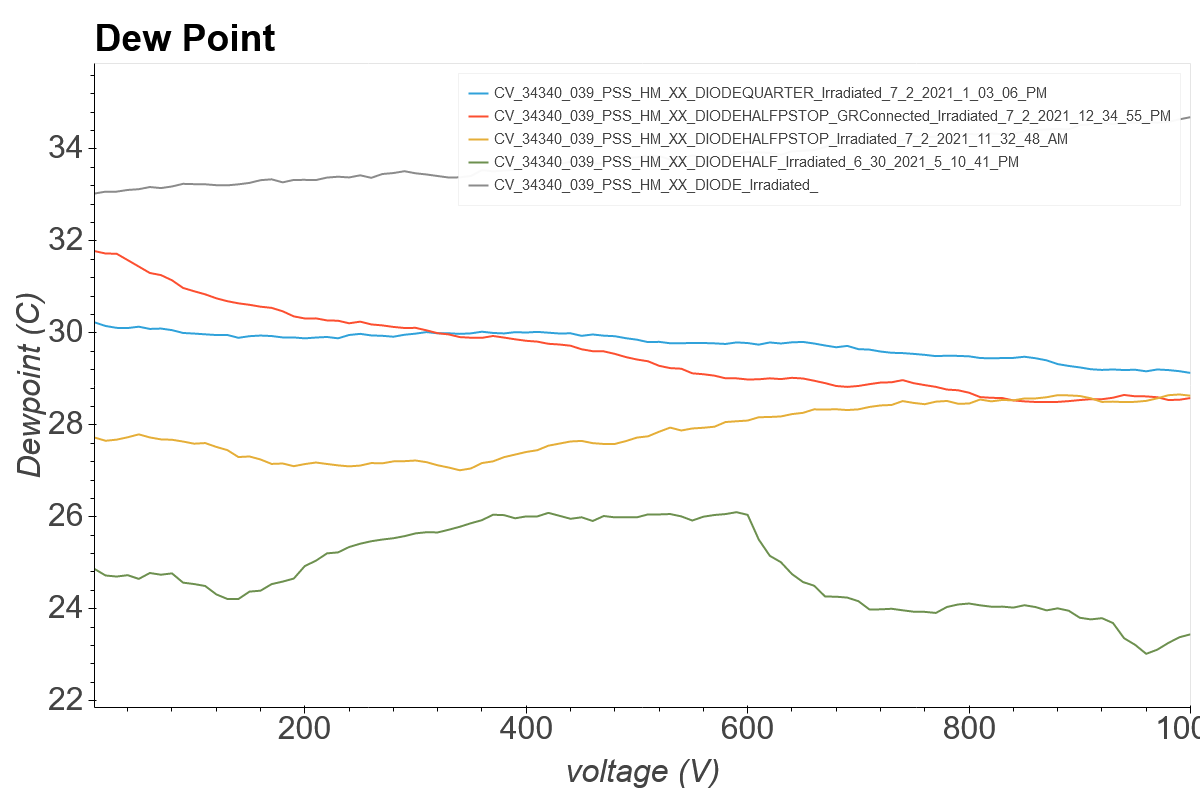 Dew Point
CV_34340_039_PSS_HM_XX_DIODEQUARTER_Irradiated_7_2_2021_1_03_06_PM
CV_34340_039_PSS_HM_XX_DIODEHALFPSTOP_GRConnected_Irradiated_7_2_2021_12_34_55_PM
CV_34340_039_PSS_HM_XX_DIODEHALFPSTOP_Irradiated_7_2_2021_11_32_48_AM
CV_34340_039_PSS_HM_XX_DIODEHALF_Irradiated_6_30_2021_5_10_41_PM
CV_34340_039_PSS_HM_XX_DIODE_Irradiated_
34
32
30
28
26
24
22
Dewpoint (C)
200 400 600 800 100
voltage (V)